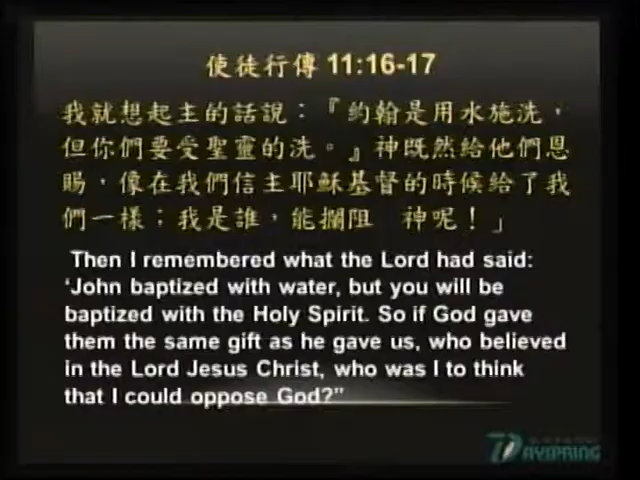 使徒行傳 11:16-17
我就想起主的話說：『約翰是用水施洗，
但你們要受聖靈的洗。』神既然給他們恩
賜，像在我們信主耶穌基督的時候給了我
們一樣；我是誰，能攔阻　神呢！」
Then I remembered what the Lord had said:
‘John baptized with water, but you will be
baptized with the Holy Spirit. So if God gave
them the same gift as he gave us, who believed
in the Lord Jesus Christ, who was I to think
that I could oppose God?”
DAYSPRING